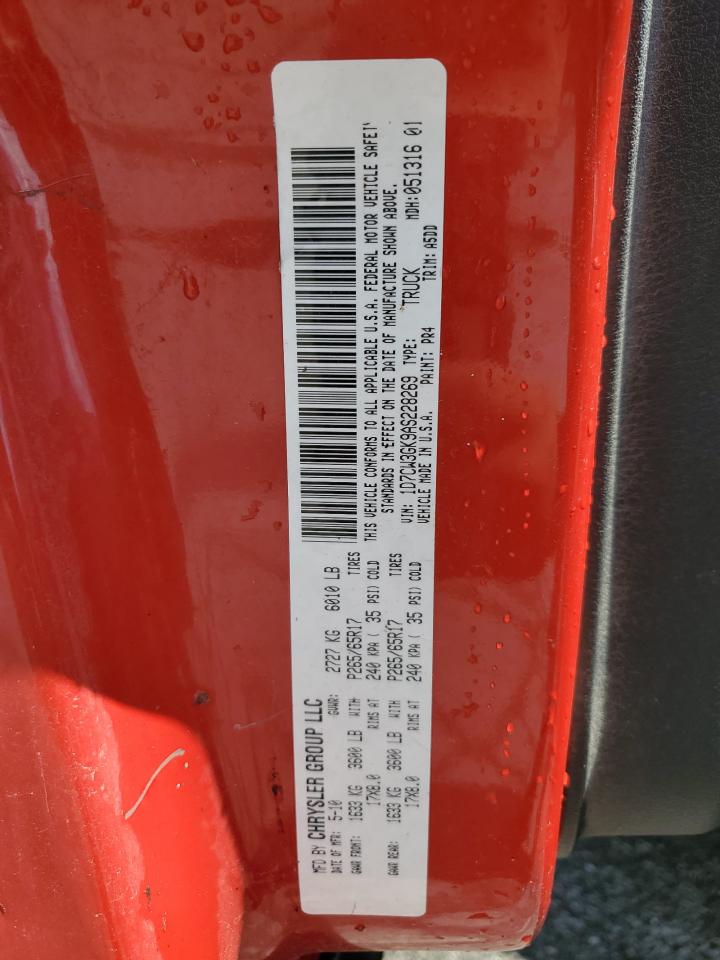 MFD BY CHRYSLER GROUP LLC
DATE OF MFR: 5-10 GVWR: 2727 KG 6010 LB
GAWR FRONT: 1633 KG 3600 LB WITH P265/65R17 TIRES
17X8.0 RIMS AT 240 KPA ( 35 PSI) COLD
GAWR REAR: 1633 KG 3600 LB WITH P265/65R17 TIRES
17X8.0 RIMS AT 240 KPA ( 35 PSI) COLD
THIS VEHICLE CONFORMS TO ALL APPLICABLE U.S.A. FEDERAL MOTOR VEHICLE SAFETY
STANDARDS IN EFFECT ON THE DATE OF MANUFACTURE SHOWN ABOVE.
VIN: 1D7CW3GK9AS228269 TYPE: TRUCK MDH: 051316 01
VEHICLE MADE IN U.S.A. PAINT: PR4 TRIM: A5DD